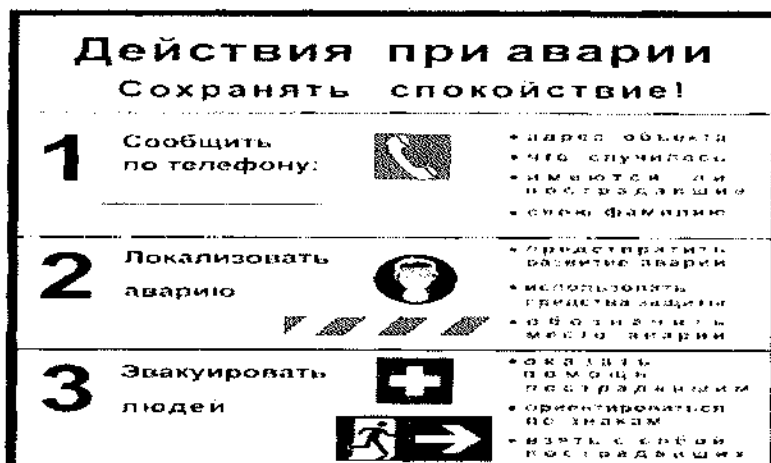 Действия при аварии
Сохранять спокойствие!
1
Сообщить
по телефону:
• адрес объекта
• что случилось
• имеются ли
пострадавшие
• свою фамилию
2
Локализовать
аварию
• предотвратить
развитие аварии
• использовать
средства защиты
• обозначить
место аварии
3
Эвакуировать
людей
• оказать
помощь
пострадавшим
• ориентироваться
по знакам
• взять с собой
пострадавших